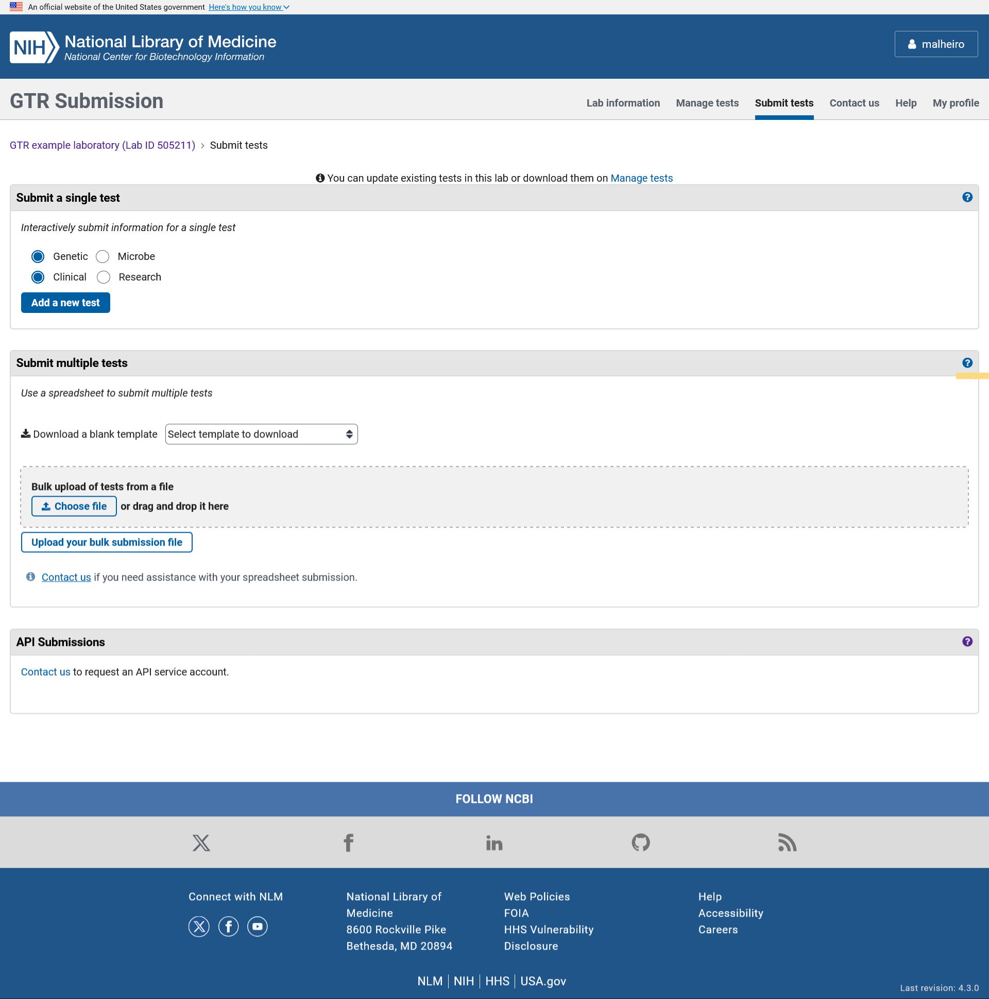 An official website of the United States government Here's how you know
NIH National Library of Medicine
National Center for Biotechnology Information
malheiro
GTR Submission
Lab information Manage tests Submit tests Contact us Help My profile
GTR example laboratory (Lab ID 505211) > Submit tests
You can update existing tests in this lab or download them on Manage tests
Submit a single test
?
Interactively submit information for a single test
Genetic Microbe
Clinical Research
Add a new test
Submit multiple tests
?
Use a spreadsheet to submit multiple tests
Download a blank template Select template to download
Bulk upload of tests from a file
Choose file or drag and drop it here
Upload your bulk submission file
Contact us if you need assistance with your spreadsheet submission.
API Submissions
?
Contact us to request an API service account.
FOLLOW NCBI
Connect with NLM
National Library of
Medicine
8600 Rockville Pike
Bethesda, MD 20894
Web Policies
FOIA
HHS Vulnerability
Disclosure
Help
Accessibility
Careers
NLM | NIH | HHS | USA.gov
Last revision: 4.3.0